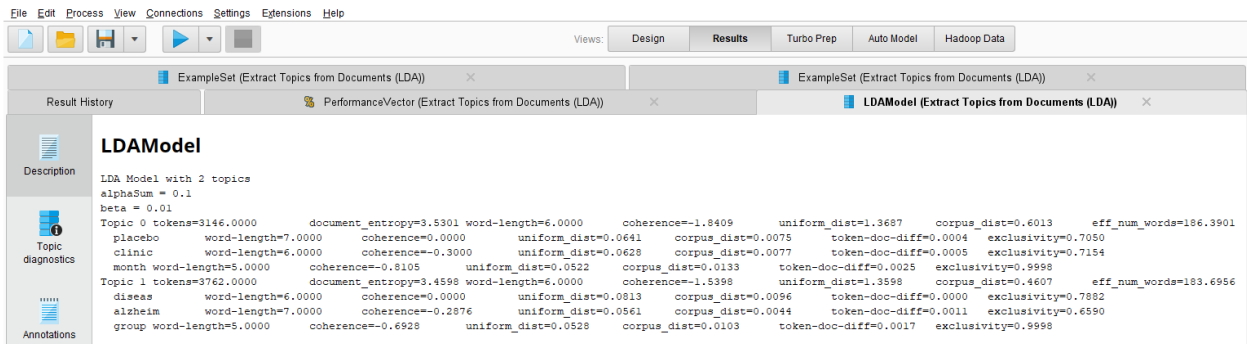 File Edit Process View Connections Settings Extensions Help
Views: Design Results Turbo Prep Auto Model Hadoop Data
ExampleSet (Extract Topics from Documents (LDA)) ExampleSet (Extract Topics from Documents (LDA))
Result History PerformanceVector (Extract Topics from Documents (LDA)) LDAModel (Extract Topics from Documents (LDA))
Description
Topic
diagnostics
Annotations
LDAModel
LDA Model with 2 topics
alphaSum = 0.1
beta = 0.01
Topic 0 tokens=3146.0000 document_entropy=3.5301 word-length=6.0000 coherence=-1.8409 uniform_dist=1.3687 corpus_dist=0.6013 eff_num_words=186.3901
placebo word-length=7.0000 coherence=0.0000 uniform_dist=0.0641 corpus_dist=0.0075 token-doc-diff=0.0004 exclusivity=0.7050
clinic word-length=6.0000 coherence=-0.3000 uniform_dist=0.0628 corpus_dist=0.0077 token-doc-diff=0.0005 exclusivity=0.7154
month word-length=5.0000 coherence=-0.8105 uniform_dist=0.0522 corpus_dist=0.0133 token-doc-diff=0.0025 exclusivity=0.9998
Topic 1 tokens=3762.0000 document_entropy=3.4598 word-length=6.0000 coherence=-1.5398 uniform_dist=1.3598 corpus_dist=0.4607 eff_num_words=183.6956
diseas word-length=6.0000 coherence=0.0000 uniform_dist=0.0813 corpus_dist=0.0096 token-doc-diff=0.0000 exclusivity=0.7882
alzheim word-length=7.0000 coherence=-0.2876 uniform_dist=0.0561 corpus_dist=0.0044 token-doc-diff=0.0011 exclusivity=0.6590
group word-length=5.0000 coherence=-0.6928 uniform_dist=0.0528 corpus_dist=0.0103 token-doc-diff=0.0017 exclusivity=0.9998